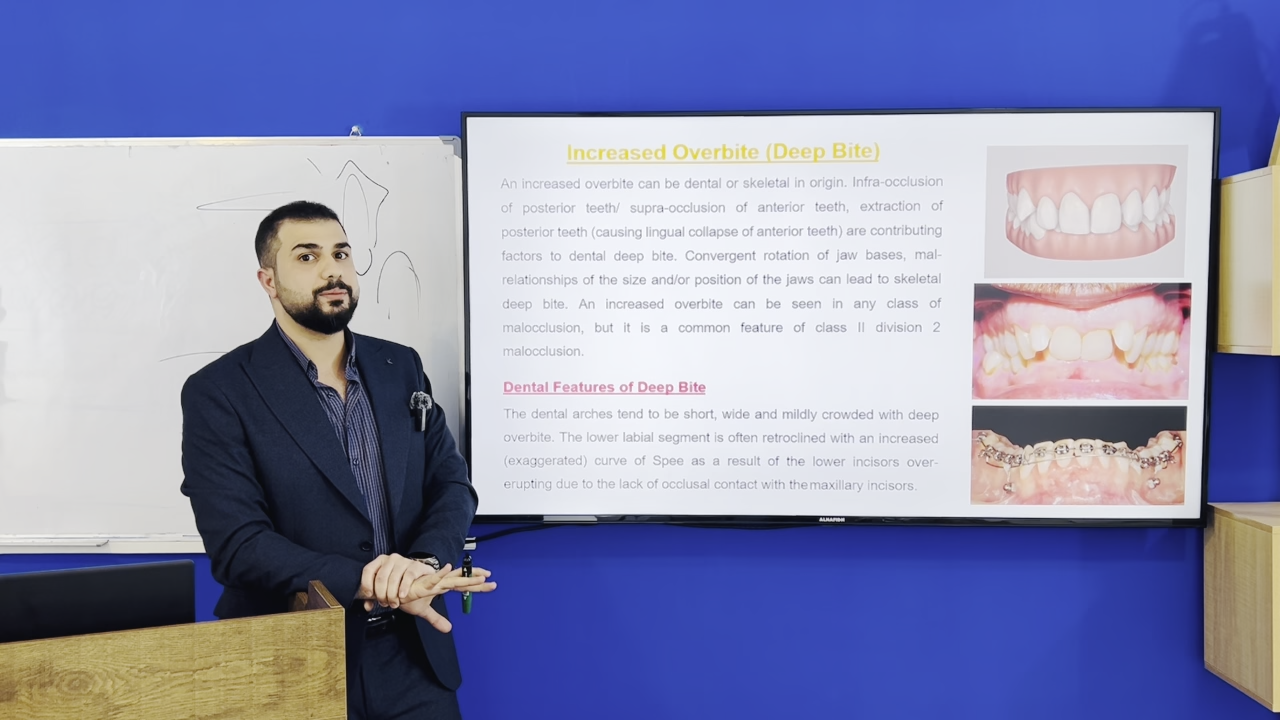 Increased Overbite (Deep Bite)
An increased overbite can be dental or skeletal in origin. Infra-occlusion
of posterior teeth/ supra-occlusion of anterior teeth, extraction of
posterior teeth (causing lingual collapse of anterior teeth) are contributing
factors to dental deep bite. Convergent rotation of jaw bases, mal-
relationships of the size and/or position of the jaws can lead to skeletal
deep bite. An increased overbite can be seen in any class of
malocclusion, but it is a common feature of class II division 2
malocclusion.
Dental Features of Deep Bite
The dental arches tend to be short, wide and mildly crowded with deep
overbite. The lower labial segment is often retroclined with an increased
(exaggerated) curve of Spee as a result of the lower incisors over-
erupting due to the lack of occlusal contact with the maxillary incisors.